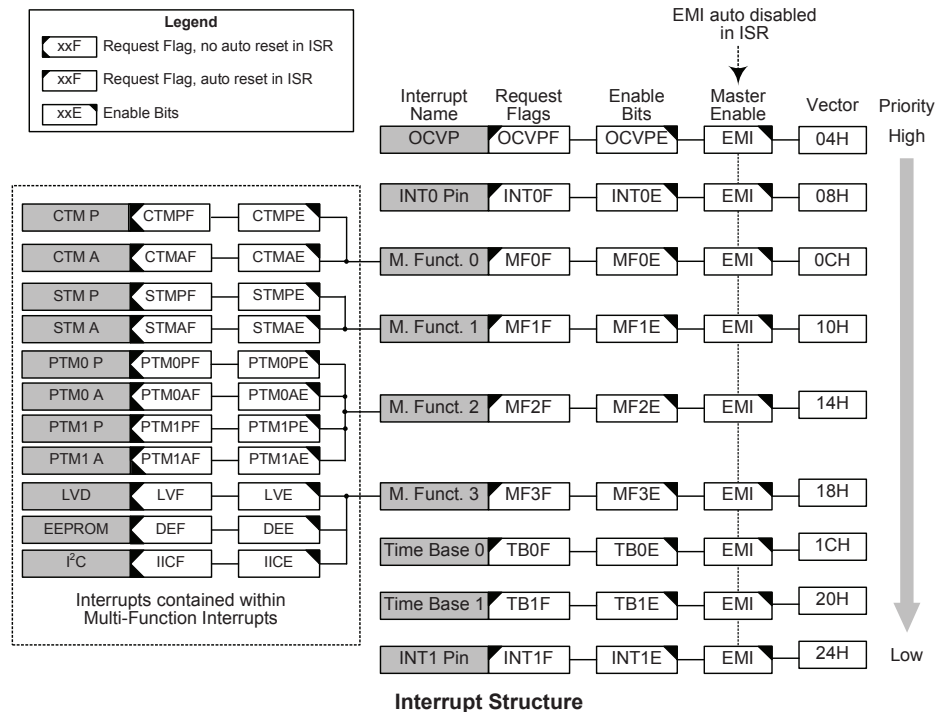 Legend
xxF Request Flag, no auto reset in ISR
xxF Request Flag, auto reset in ISR
xxE Enable Bits
EMI auto disabled
in ISR
Interrupt Name Request Flags Enable Bits Master Enable Vector Priority
OCVP OCVPF OCVPE EMI 04H High
INT0 Pin INT0F INT0E EMI 08H
CTM P CTMPF CTMPE
CTM A CTMAF CTMAE M. Funct. 0 MF0F MF0E EMI 0CH
STM P STMPF STMPE
STM A STMAF STMAE M. Funct. 1 MF1F MF1E EMI 10H
PTM0 P PTM0PF PTM0PE
PTM0 A PTM0AF PTM0AE M. Funct. 2 MF2F MF2E EMI 14H
PTM1 P PTM1PF PTM1PE
PTM1 A PTM1AF PTM1AE
LVD LVF LVE M. Funct. 3 MF3F MF3E EMI 18H
EEPROM DEF DEE
I²C IICF IICE Time Base 0 TB0F TB0E EMI 1CH
Interrupts contained within
Multi-Function Interrupts
Time Base 1 TB1F TB1E EMI 20H
INT1 Pin INT1F INT1E EMI 24H Low
Interrupt Structure